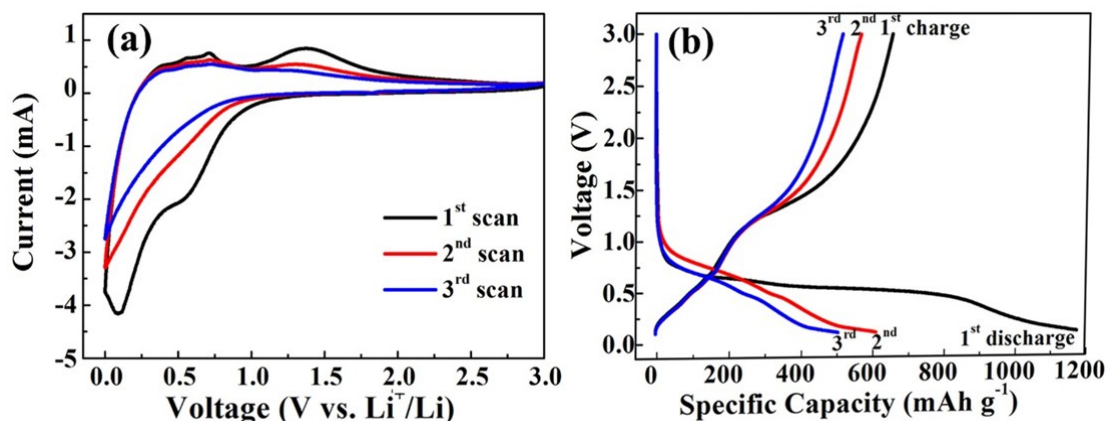 (a)
Current (mA)
1
0
-1
-2
-3
-4
-5
1st scan
2nd scan
3rd scan
0.0 0.5 1.0 1.5 2.0 2.5 3.0
Voltage (V vs. Li+/Li)
(b)
Voltage (V)
3.0
2.5
2.0
1.5
1.0
0.5
0.0
3rd 2nd 1st charge
3rd 2nd 1st discharge
0 200 400 600 800 1000 1200
Specific Capacity (mAh g-1)